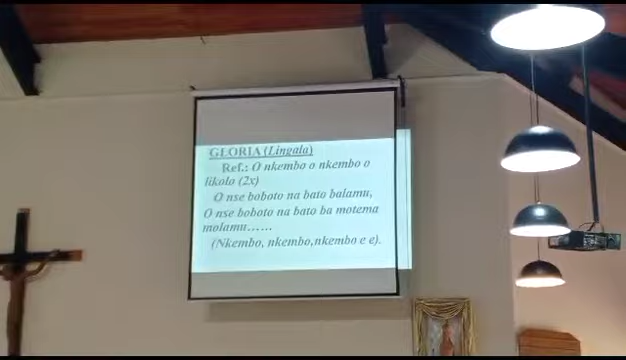 GLORIA (Lingala)
Ref.: O nkembo o nkembo o
likolo (2x)
O nse boboto na bato balamu,
O nse boboto na bato ba motema
molamu……
(Nkembo, nkembo,nkembo e e).